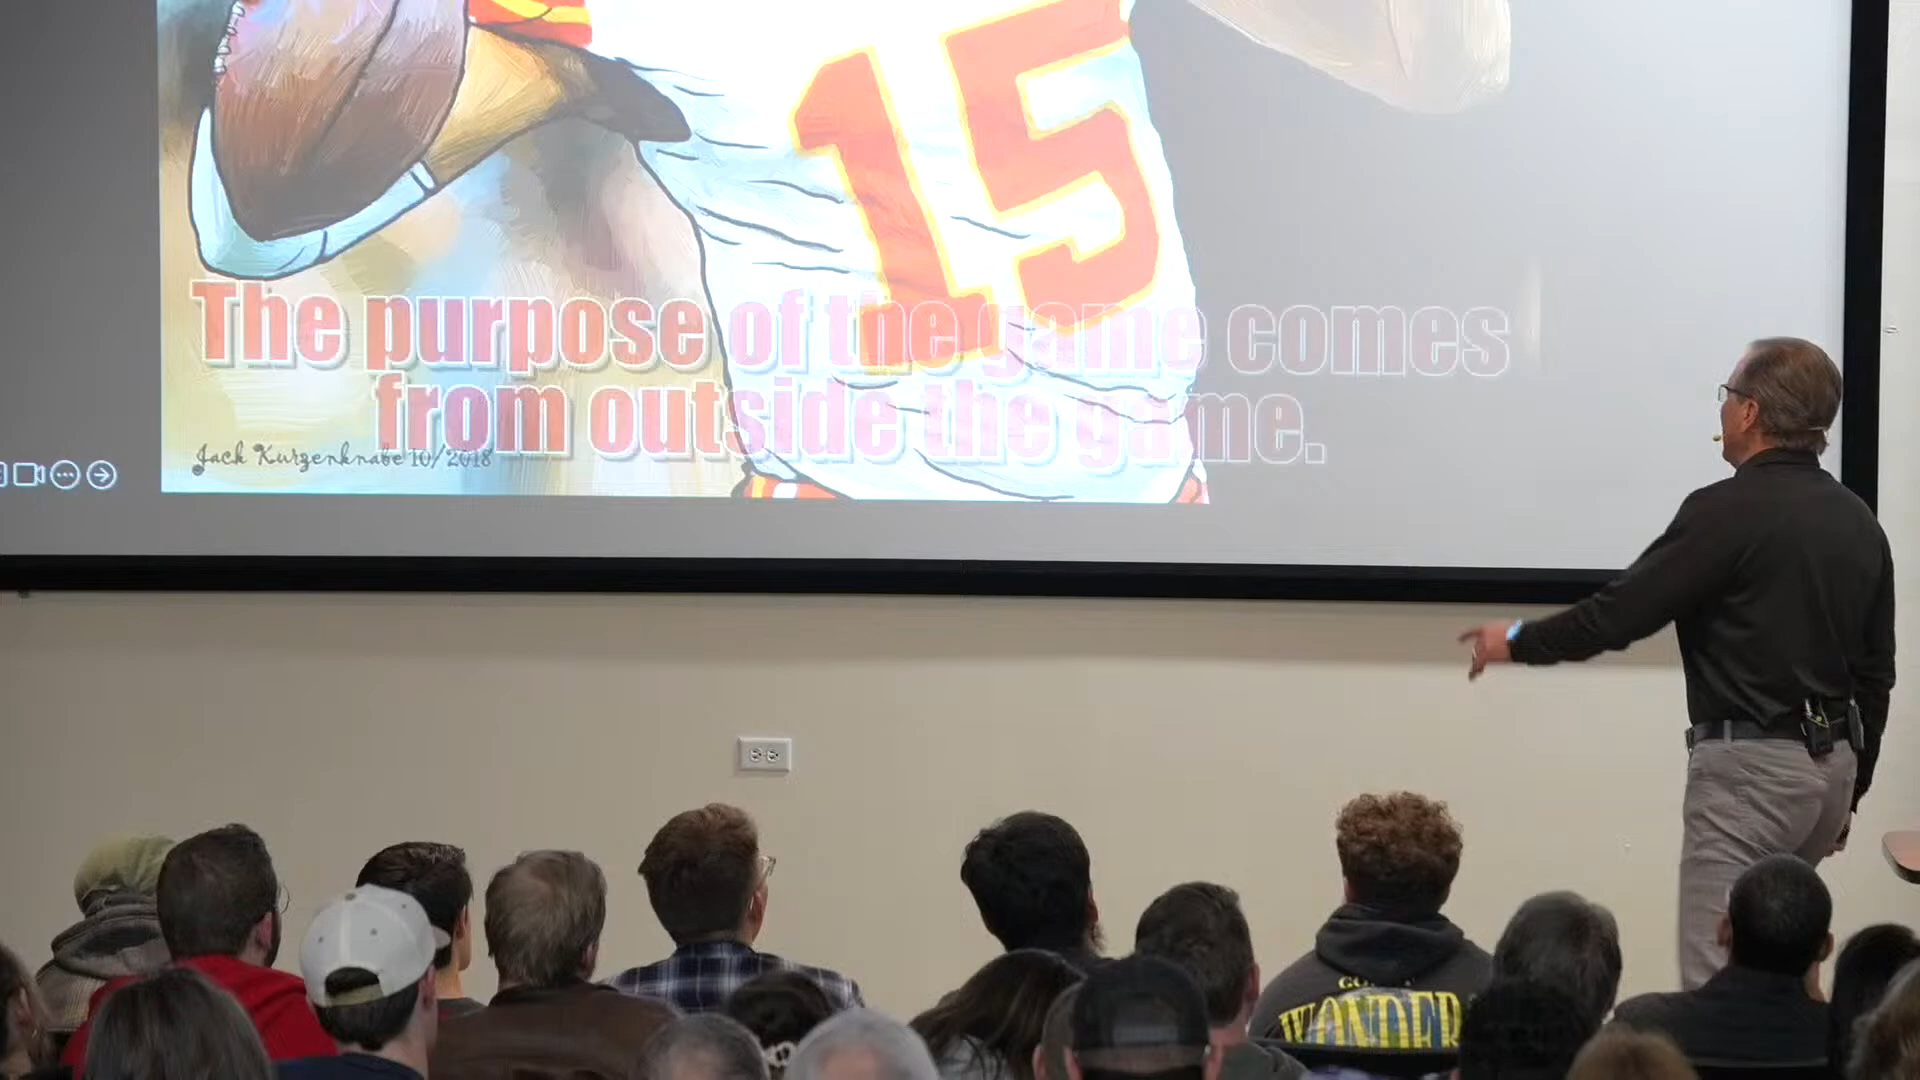 15
The purpose of the game comes
from outside the game.
Jack Kurzenknabe 10/2018
WONDER